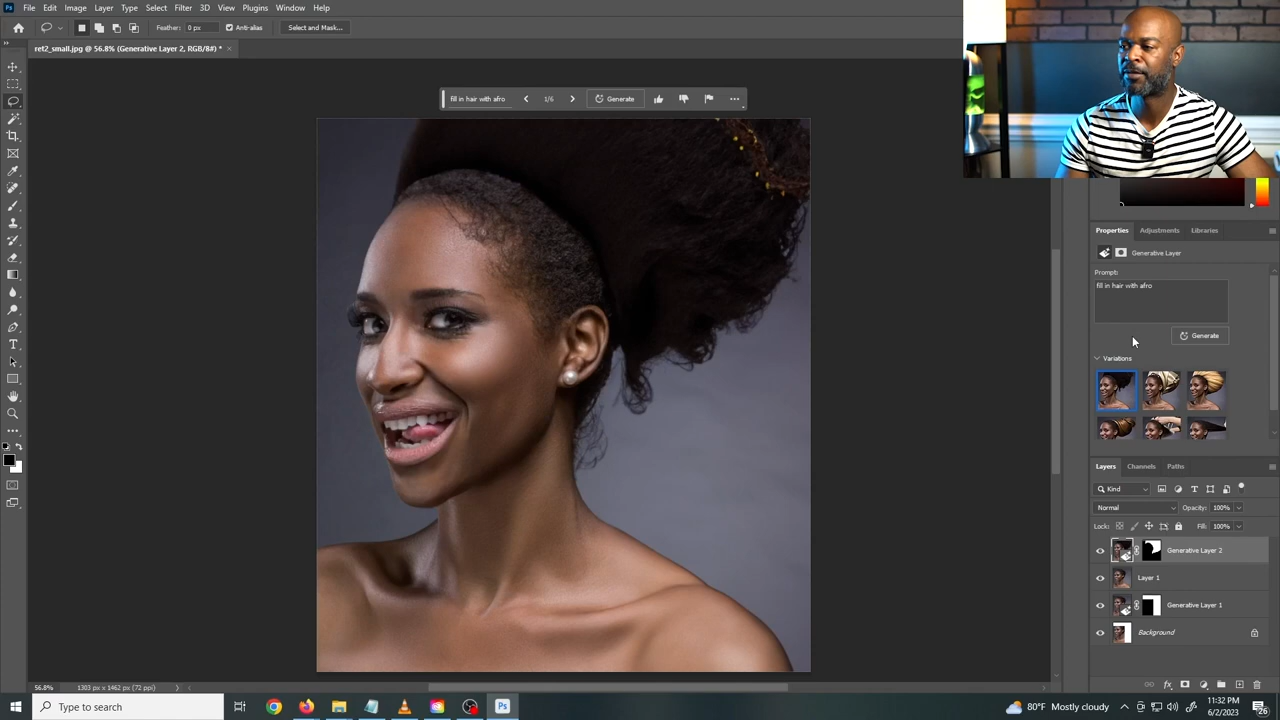 Ps File Edit Image Layer Type Select Filter 3D View Plugins Window Help
Feather: 0 px Anti-alias Select and Mask...
ret2_small.jpg @ 56.8% (Generative Layer 2, RGB/8#) * ×
fill in hair with afro 1/6 Generate ...
Properties Adjustments Libraries
Generative Layer
Prompt:
fill in hair with afro
Generate
Variations
Layers Channels Paths
Kind
Normal Opacity: 100%
Lock: Fill: 100%
Generative Layer 2
Layer 1
Generative Layer 1
Background
56.8% 1303 px x 1462 px (72 ppi)
Type here to search
Ps
80°F Mostly cloudy
11:32 PM
6/2/2023
26